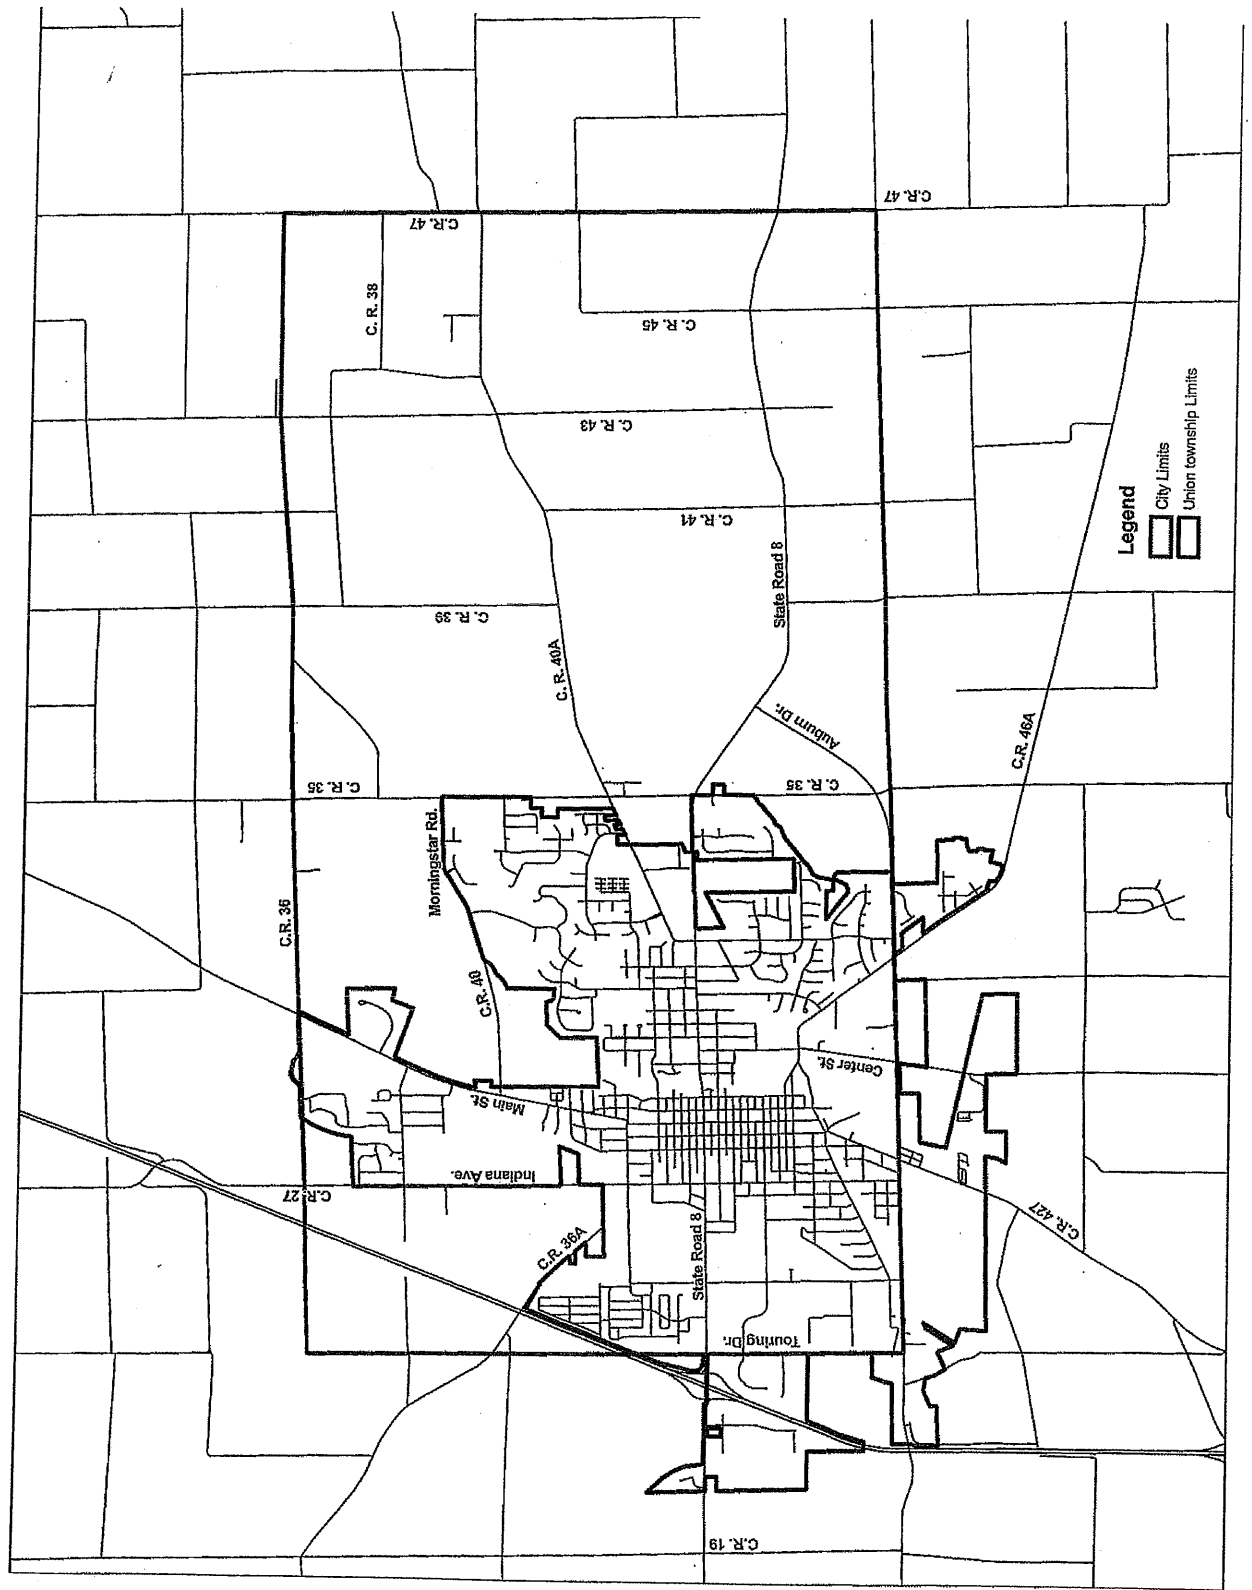 C.R. 47
C.R. 47
C. R. 38
C. R. 45
C. R. 43
C. R. 41
Legend
City Limits
Union township Limits
State Road 8
C. R. 39
C. R. 40A
Auburn Dr.
C.R. 46A
C. R. 35
C. R. 35
Morningstar Rd.
C.R. 36
C.R. 40
Center St.
Main St.
Indiana Ave.
C.R. 27
C.R. 427
C.R. 36A
State Road 8
Touring Dr.
C.R. 19